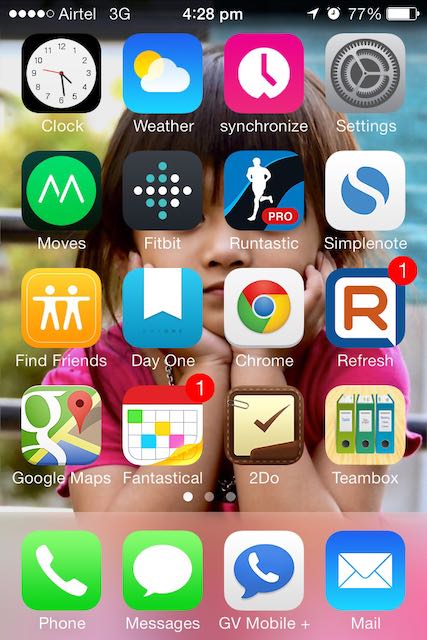 Airtel 3G 4:28 pm 77%
Clock Weather synchronize Settings
PRO
Moves Fitbit Runtastic Simplenote
1
R
Find Friends Day One Chrome Refresh
1
Google Maps Fantastical 2Do Teambox
Phone Messages GV Mobile + Mail